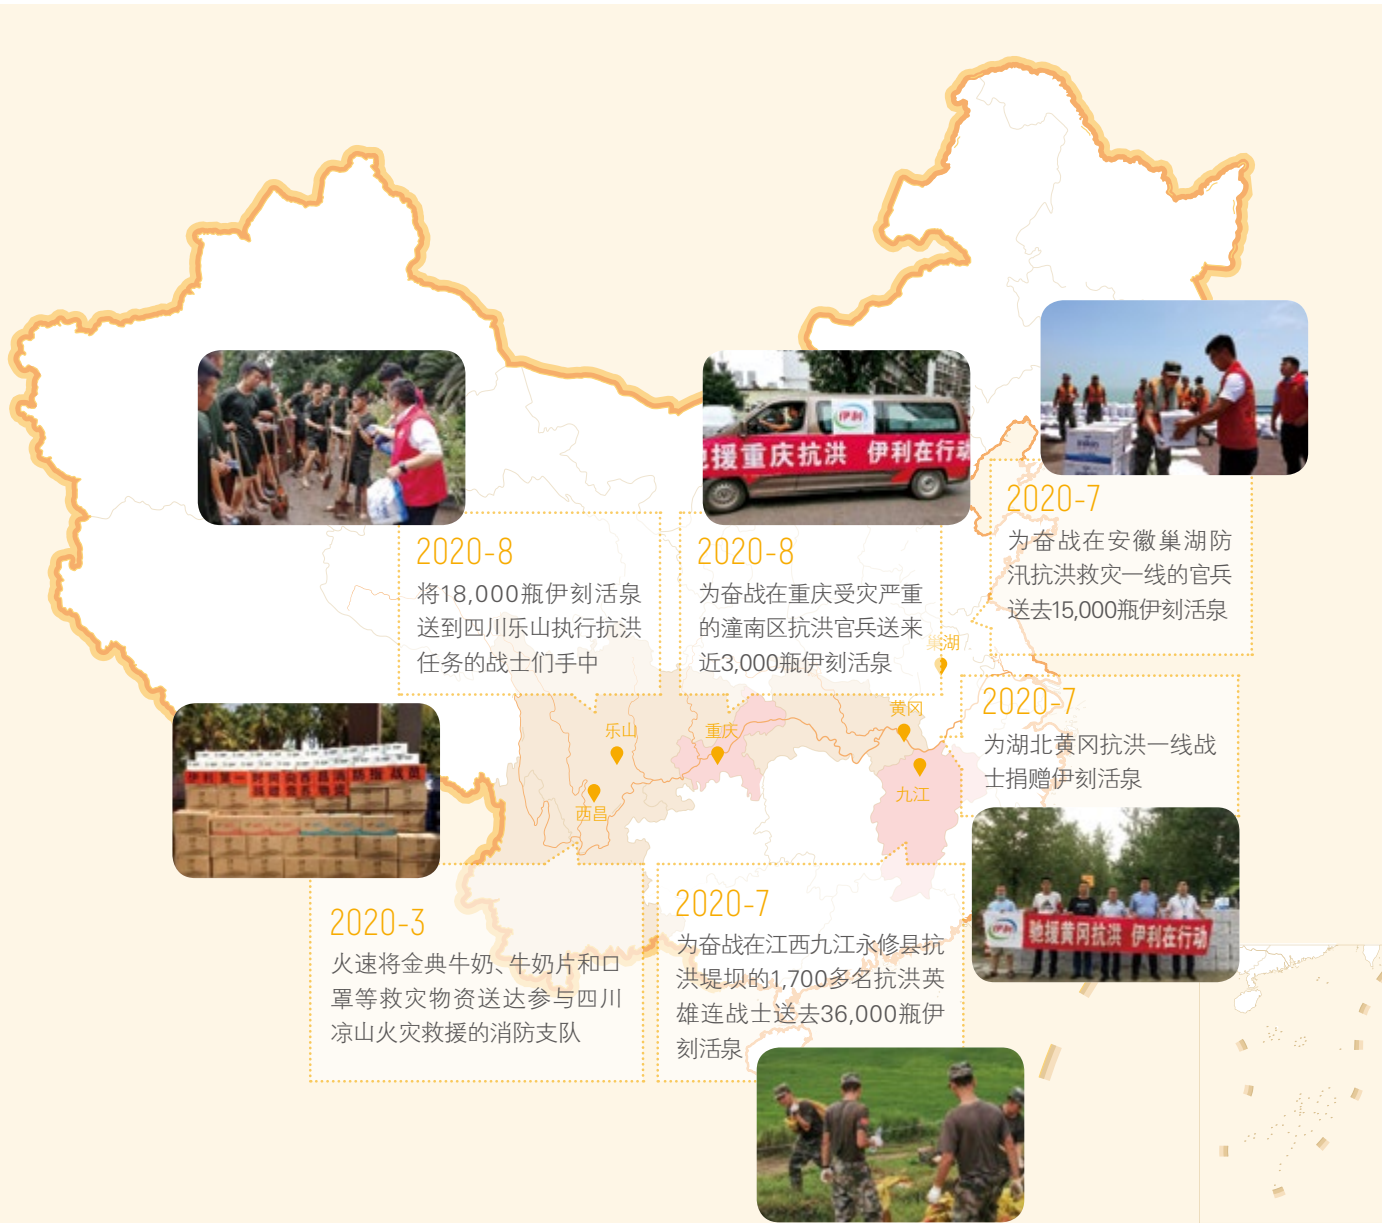 伊利
驰援重庆抗洪 伊利在行动
2020-7
为奋战在安徽巢湖防
汛抗洪救灾一线的官兵
送去15,000瓶伊刻活泉
2020-8
将18,000瓶伊刻活泉
送到四川乐山执行抗洪
任务的战士们手中
2020-8
为奋战在重庆受灾严重
的潼南区抗洪官兵送来
近3,000瓶伊刻活泉
巢湖
2020-7
为湖北黄冈抗洪一线战
士捐赠伊刻活泉
乐山
重庆
黄冈
西昌
九江
伊利
驰援黄冈抗洪 伊利在行动
2020-3
火速将金典牛奶、牛奶片和口
罩等救灾物资送达参与四川
凉山火灾救援的消防支队
2020-7
为奋战在江西九江永修县抗
洪堤坝的1,700多名抗洪英
雄连战士送去36,000瓶伊
刻活泉